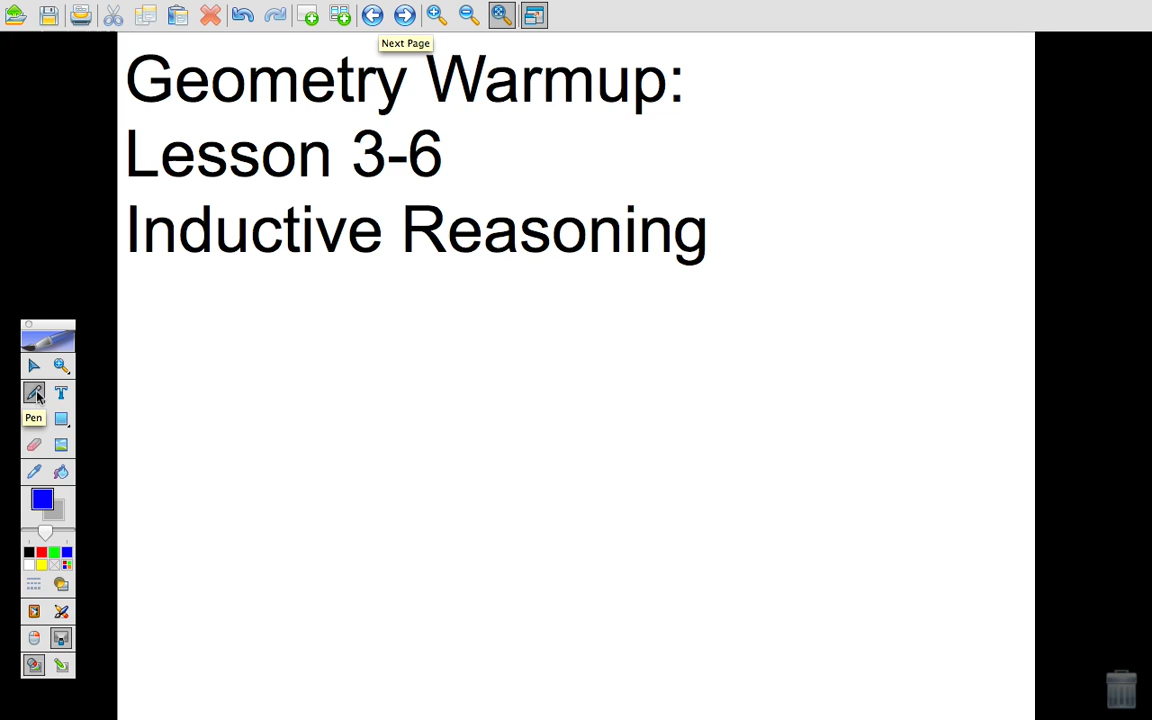 Next Page
Geometry Warmup:
Lesson 3-6
Inductive Reasoning
T
Pen